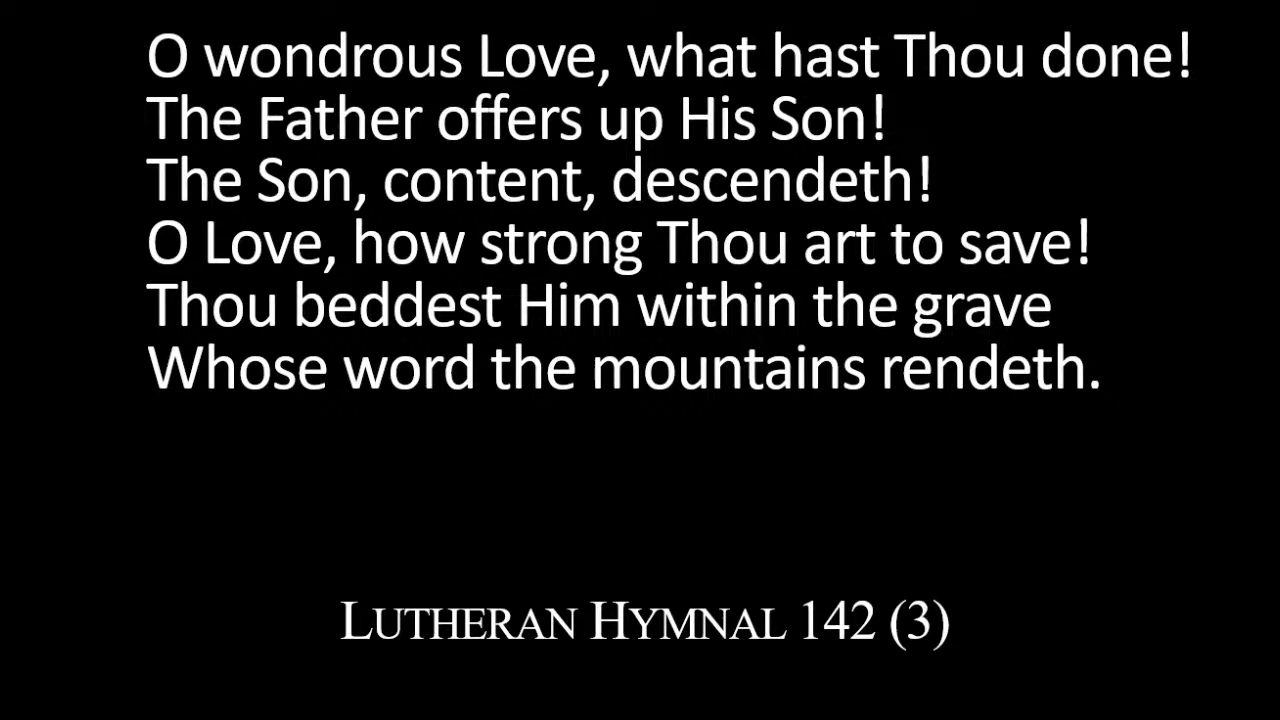 O wondrous Love, what hast Thou done!
The Father offers up His Son!
The Son, content, descendeth!
O Love, how strong Thou art to save!
Thou beddest Him within the grave
Whose word the mountains rendeth.
LUTHERAN HYMNAL 142 (3)